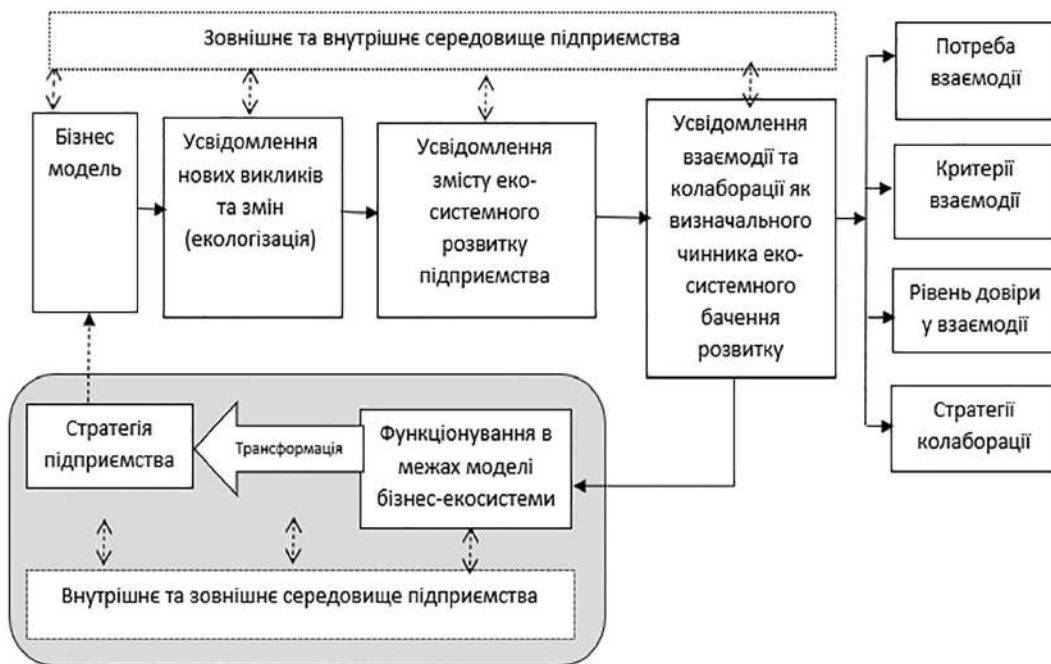 Зовнішнє та внутрішнє середовище підприємства
Бізнес
модель
Усвідомлення
нових викликів
та змін
(екологізація)
Усвідомлення
змісту еко-
системного
розвитку
підприємства
Усвідомлення
взаємодії та
колаборації як
визначального
чинника еко-
системного
бачення
розвитку
Потреба
взаємодії
Критерії
взаємодії
Рівень довіри
у взаємодії
Стратегії
колаборації
Стратегія
підприємства
Трансформація
Функціонування в
межах моделі
бізнес-екосистеми
Внутрішнє та зовнішнє середовище підприємства